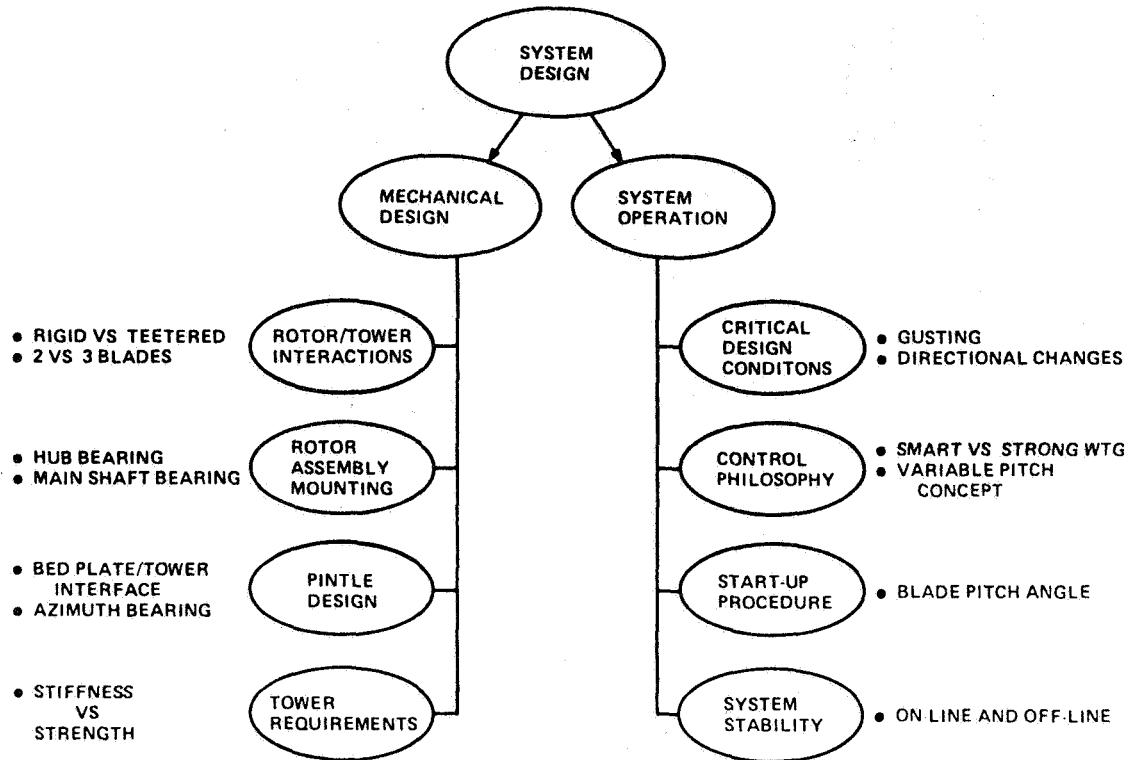 SYSTEM
DESIGN
MECHANICAL
DESIGN
SYSTEM
OPERATION
• RIGID VS TEETERED
• 2 VS 3 BLADES
ROTOR/TOWER
INTERACTIONS
CRITICAL
DESIGN
CONDITONS
• GUSTING
• DIRECTIONAL CHANGES
• HUB BEARING
• MAIN SHAFT BEARING
ROTOR
ASSEMBLY
MOUNTING
CONTROL
PHILOSOPHY
• SMART VS STRONG WTG
• VARIABLE PITCH
CONCEPT
• BED PLATE/TOWER
INTERFACE
• AZIMUTH BEARING
PINTLE
DESIGN
START-UP
PROCEDURE
• BLADE PITCH ANGLE
• STIFFNESS
VS
STRENGTH
TOWER
REQUIREMENTS
SYSTEM
STABILITY
• ON-LINE AND OFF-LINE